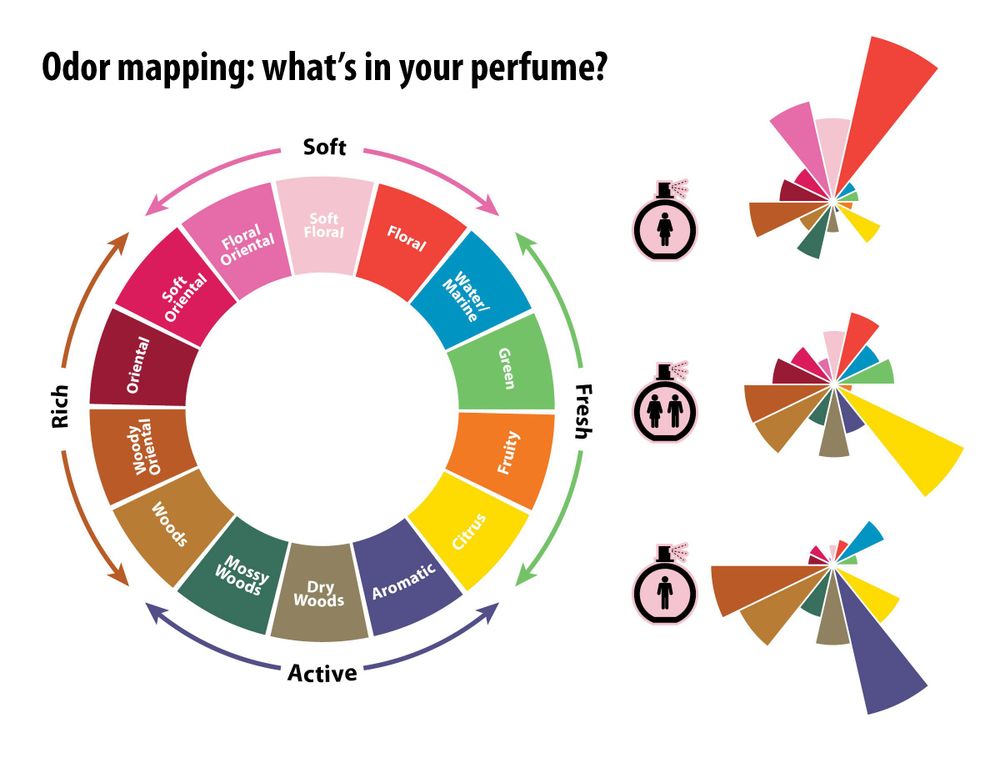 Odor mapping: what's in your perfume?
Soft
Soft
Floral
Floral
Water/
Marine
Green
Fresh
Fruity
Citrus
Aromatic
Active
Dry
Woods
Mossy
Woods
Woods
Woody
Oriental
Rich
Oriental
Soft
Oriental
Floral
Oriental